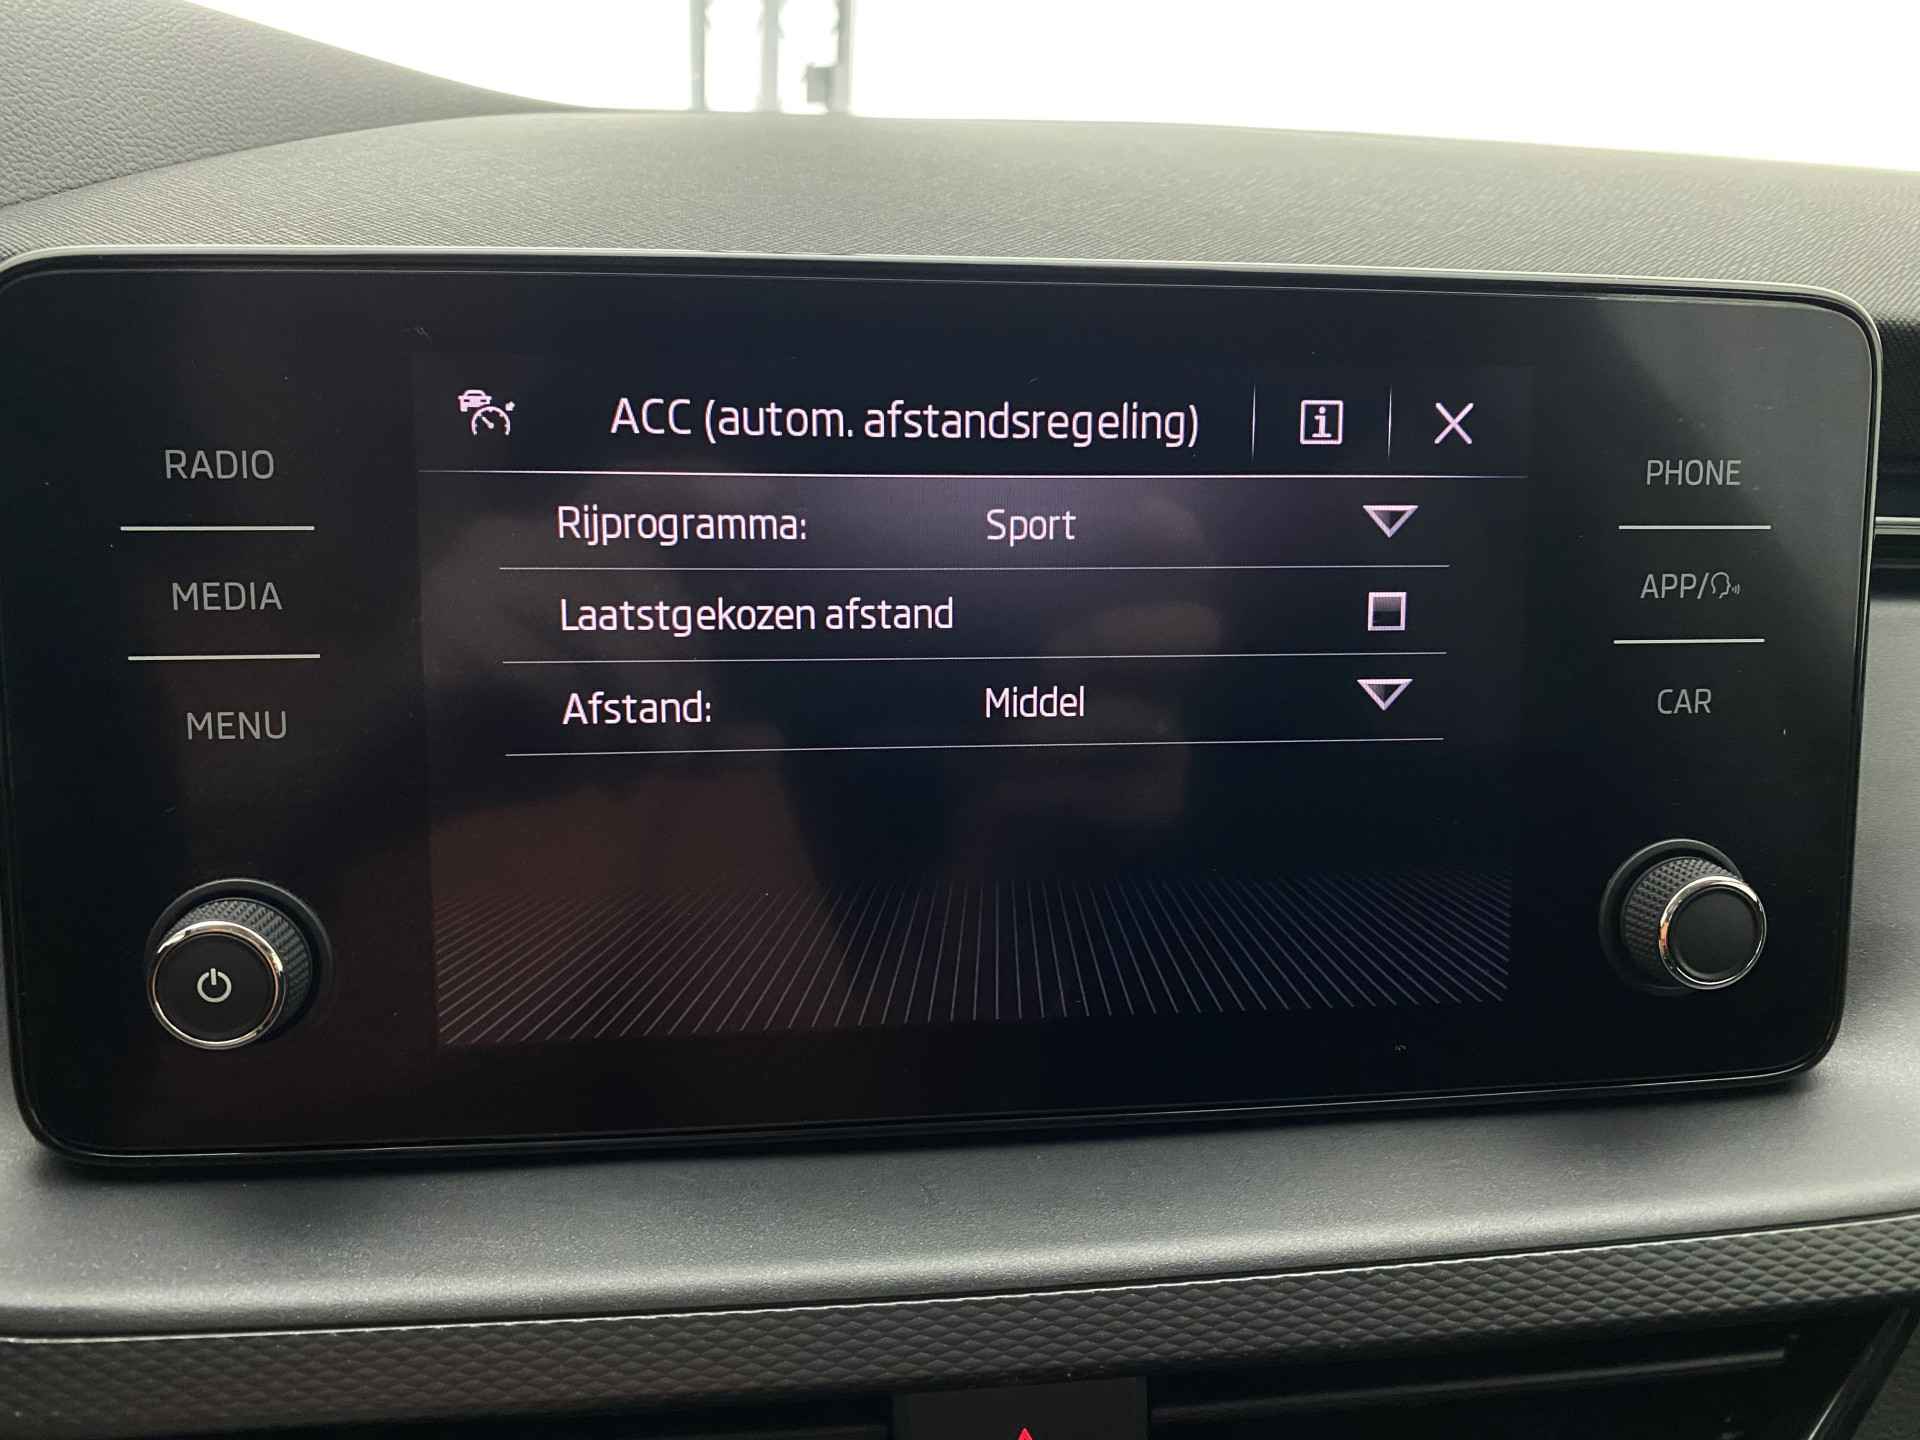 ACC (autom. afstandsregeling)
RADIO
MEDIA
MENU
Rijprogramma: Sport
Laatstgekozen afstand
Afstand: Middel
PHONE
APP/
CAR